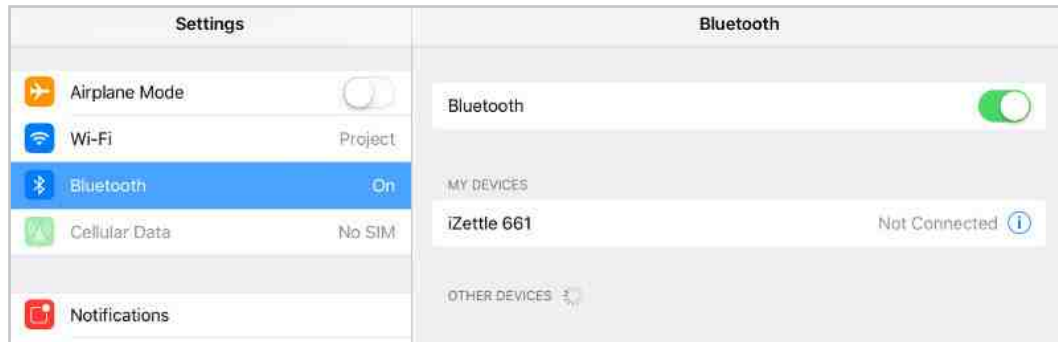 Settings
Airplane Mode
Wi-Fi Project
Bluetooth On
Cellular Data No SIM
Notifications
Bluetooth
Bluetooth
MY DEVICES
iZettle 661 Not Connected
OTHER DEVICES